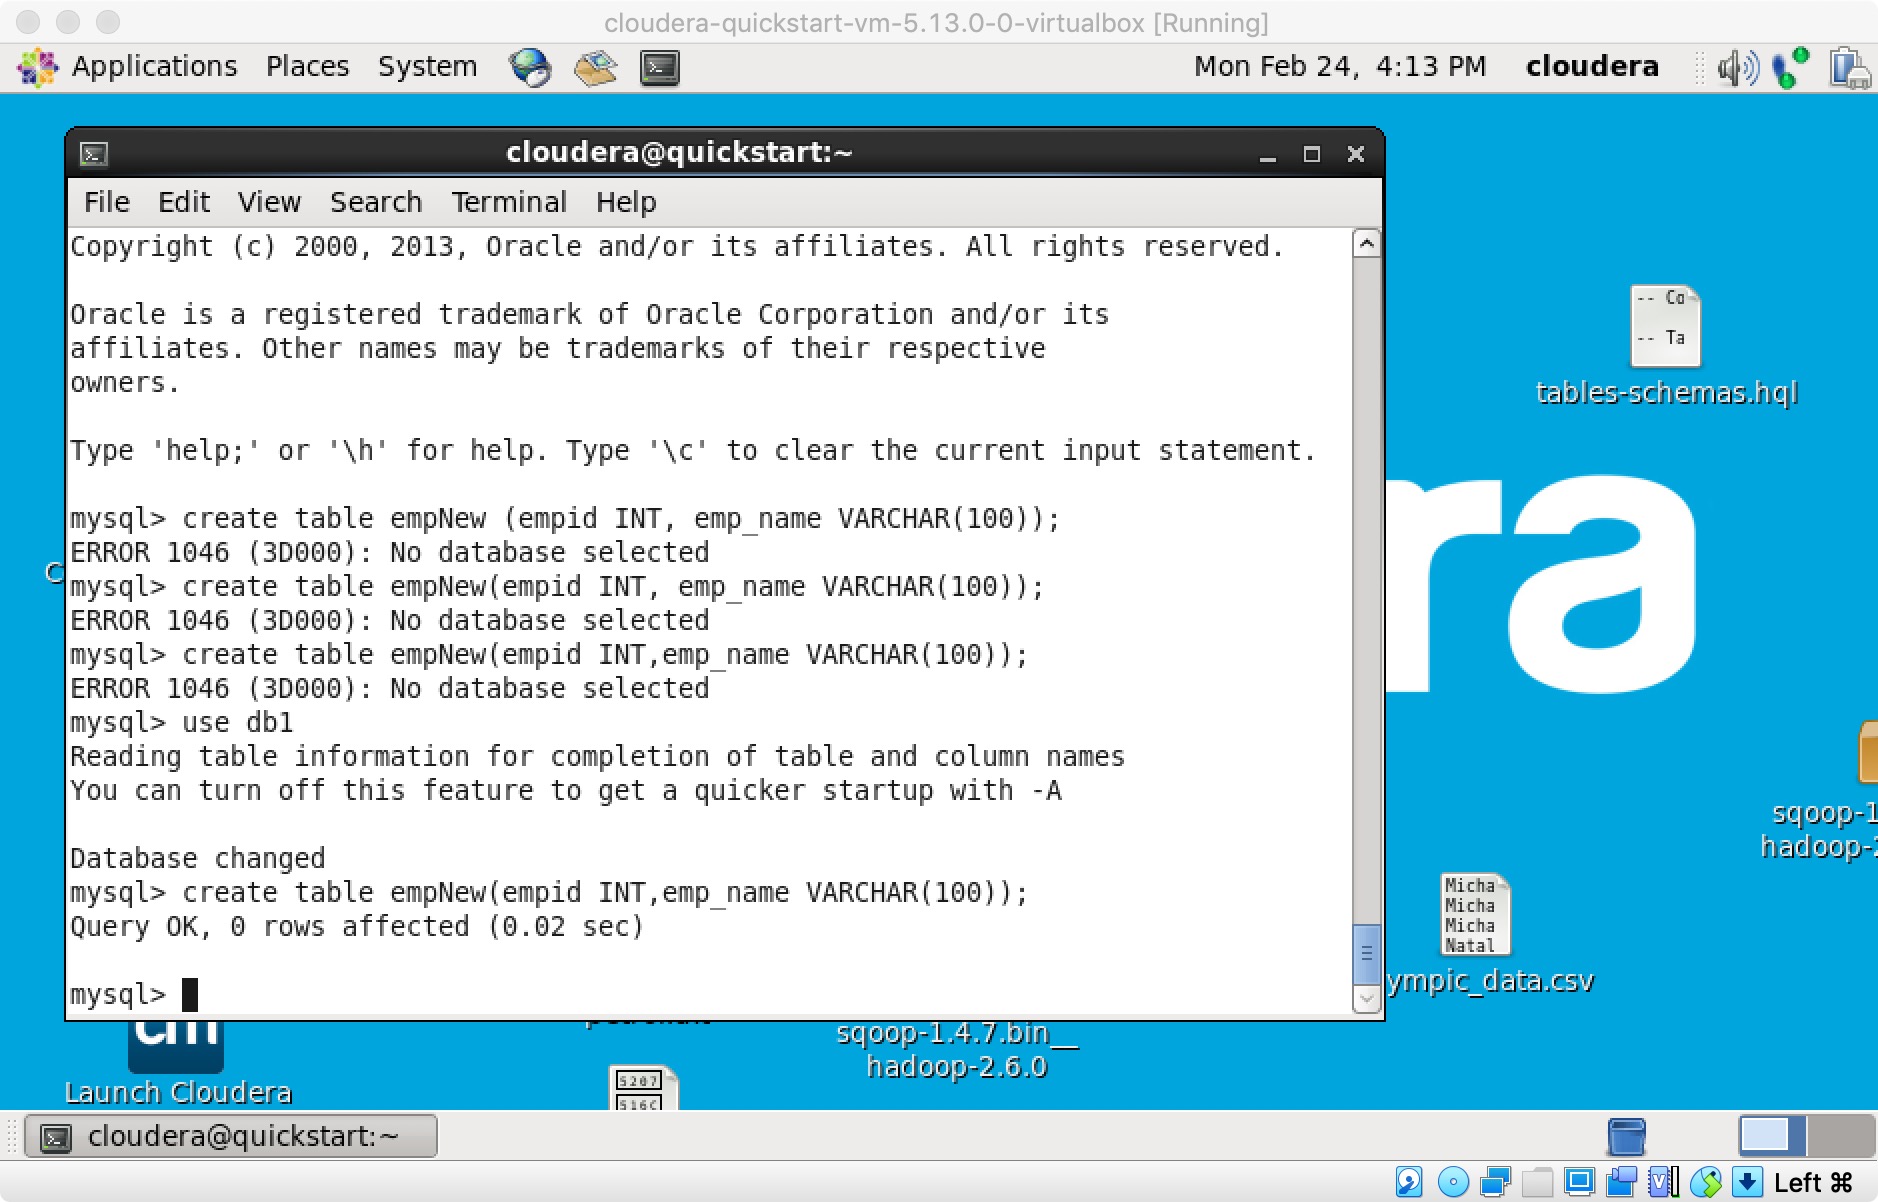 cloudera-quickstart-vm-5.13.0-0-virtualbox [Running]
Applications Places System
Mon Feb 24, 4:13 PM cloudera
cloudera@quickstart:~
File Edit View Search Terminal Help
Copyright (c) 2000, 2013, Oracle and/or its affiliates. All rights reserved.
Oracle is a registered trademark of Oracle Corporation and/or its
affiliates. Other names may be trademarks of their respective
owners.
Type 'help;' or '\h' for help. Type '\c' to clear the current input statement.
mysql> create table empNew (empid INT, emp_name VARCHAR(100));
ERROR 1046 (3D000): No database selected
mysql> create table empNew(empid INT, emp_name VARCHAR(100));
ERROR 1046 (3D000): No database selected
mysql> create table empNew(empid INT,emp_name VARCHAR(100));
ERROR 1046 (3D000): No database selected
mysql> use db1
Reading table information for completion of table and column names
You can turn off this feature to get a quicker startup with -A
Database changed
mysql> create table empNew(empid INT,emp_name VARCHAR(100));
Query OK, 0 rows affected (0.02 sec)
mysql>
-- Co
-- Ta
tables-schemas.hql
ra
C
sqoop-1
hadoop-2
Micha
Micha
Micha
Natal
ympic_data.csv
cm
Launch Cloudera
sqoop-1.4.7.bin__
hadoop-2.6.0
5207
516C
cloudera@quickstart:~
Left ⌘